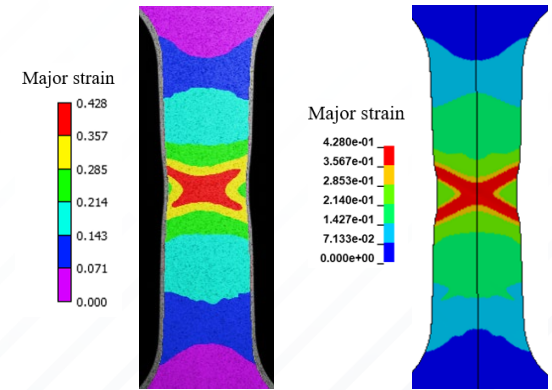 Major strain
0.428
0.357
0.285
0.214
0.143
0.071
0.000
Major strain
4.280e-01
3.567e-01
2.853e-01
2.140e-01
1.427e-01
7.133e-02
0.000e+00